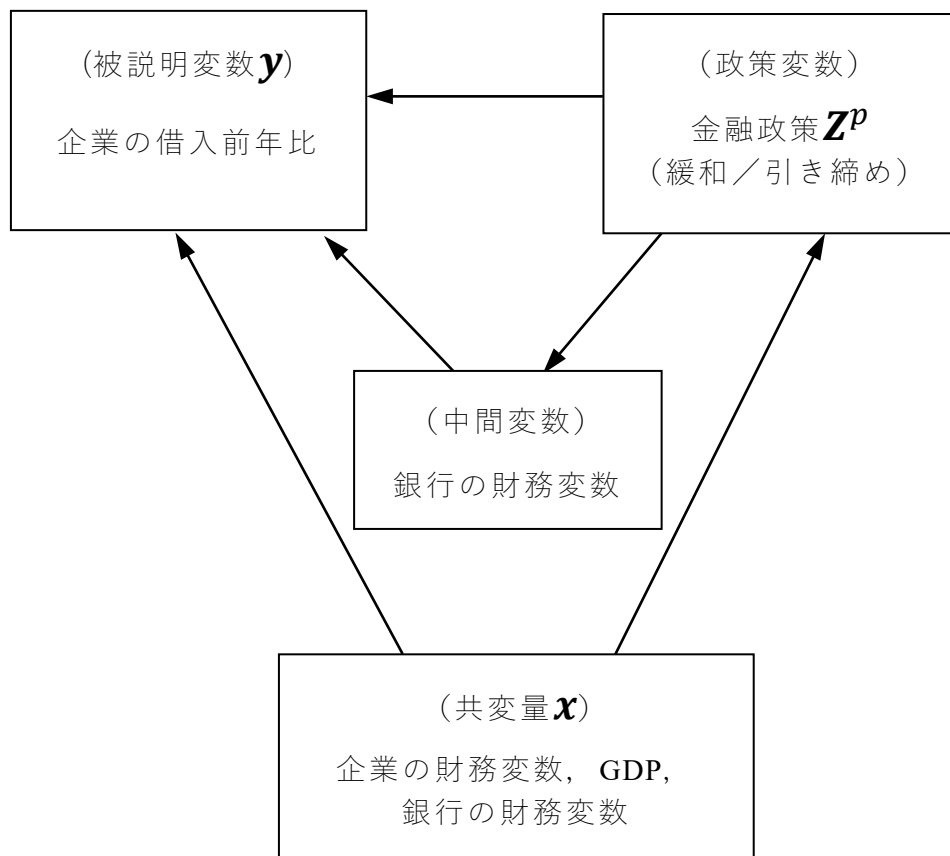 （被説明変数y）
企業の借入前年比
（政策変数）
金融政策Z^p
（緩和／引き締め）
（中間変数）
銀行の財務変数
（共変量x）
企業の財務変数，GDP,
銀行の財務変数